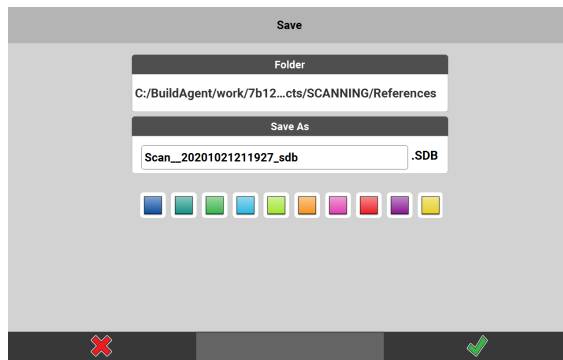 Save
Folder
C:/BuildAgent/work/7b12...cts/SCANNING/References
Save As
Scan__20201021211927_sdb .SDB